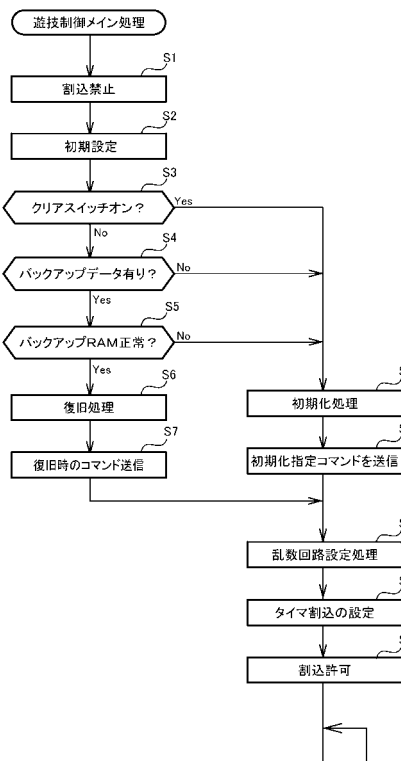 遊技制御メイン処理
S1
割込禁止
S2
初期設定
S3
クリアスイッチオン?
Yes
No
S4
バックアップデータ有り?
No
Yes
S5
バックアップRAM正常?
No
Yes
S6
復旧処理
S7
復旧時のコマンド送信
S
初期化処理
S
初期化指定コマンドを送信
S
乱数回路設定処理
S
タイマ割込の設定
S
割込許可